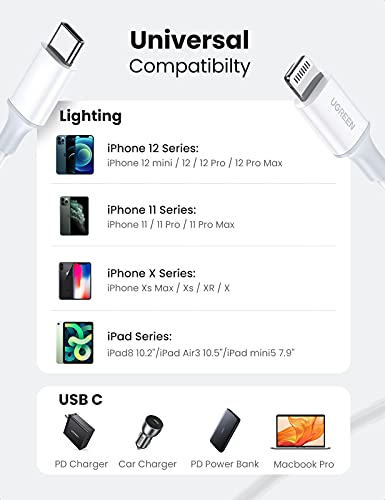 Universal
Compatibilty
UGREEN
Lighting
iPhone 12 Series:
iPhone 12 mini / 12 / 12 Pro / 12 Pro Max
iPhone 11 Series:
iPhone 11 / 11 Pro / 11 Pro Max
iPhone X Series:
iPhone Xs Max / Xs / XR / X
iPad Series:
iPad8 10.2"/iPad Air3 10.5"/iPad mini5 7.9"
USB C
PD Charger
Car Charger
PD Power Bank
Macbook Pro